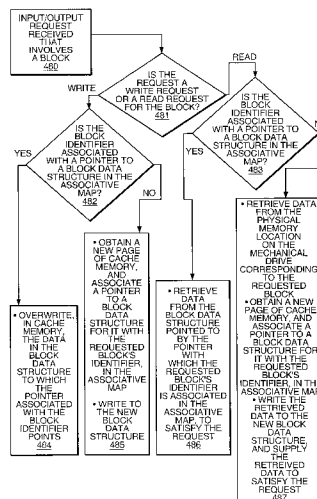 INPUT/OUTPUT
REQUEST
RECEIVED
THAT
INVOLVES
A BLOCK
480
IS THE
REQUEST A
WRITE REQUEST
OR A READ REQUEST
FOR THE BLOCK?
481
WRITE
READ
IS THE
BLOCK
IDENTIFIER
ASSOCIATED
WITH A POINTER TO
A BLOCK DATA
STRUCTURE IN THE
ASSOCIATIVE
MAP?
482
YES
NO
IS THE
BLOCK
IDENTIFIER
ASSOCIATED
WITH A POINTER TO
A BLOCK DATA
STRUCTURE IN THE
ASSOCIATIVE
MAP?
483
YES
• OVERWRITE,
IN CACHE
MEMORY,
THE DATA
IN THE
BLOCK
DATA
STRUCTURE
TO WHICH
THE
POINTER
ASSOCIATED
WITH THE
BLOCK
IDENTIFIER
POINTS
484
• OBTAIN A
NEW PAGE
OF CACHE
MEMORY,
AND
ASSOCIATE
A POINTER
TO A
BLOCK
DATA
STRUCTURE
FOR IT WITH
THE
REQUESTED
BLOCK'S
IDENTIFIER,
IN THE
ASSOCIATIVE
MAP
• WRITE TO
THE NEW
BLOCK
DATA
STRUCTURE
485
• RETRIEVE
DATA
FROM THE
BLOCK DATA
STRUCTURE
POINTED TO
BY THE
POINTER
WITH
WHICH THE
REQUESTED
BLOCK'S
IDENTIFIER
IS ASSOCIATED
IN THE
ASSOCIATIVE
MAP, TO
SATISFY THE
REQUEST
486
• RETRIEVE DATA
FROM THE
PHYSICAL
MEMORY
LOCATION
ON THE
MECHANICAL
DRIVE
CORRESPONDING
TO THE
REQUESTED
BLOCK
• OBTAIN A NEW
PAGE OF CACHE
MEMORY, AND
ASSOCIATE A
POINTER TO A
BLOCK DATA
STRUCTURE FOR
IT WITH THE
REQUESTED
BLOCK'S
IDENTIFIER, IN THE
ASSOCIATIVE MAP
• WRITE THE
RETRIEVED DATA
TO THE NEW
BLOCK DATA
STRUCTURE,
AND SUPPLY THE
RETREIVED
DATA TO
SATISFY THE
REQUEST
487